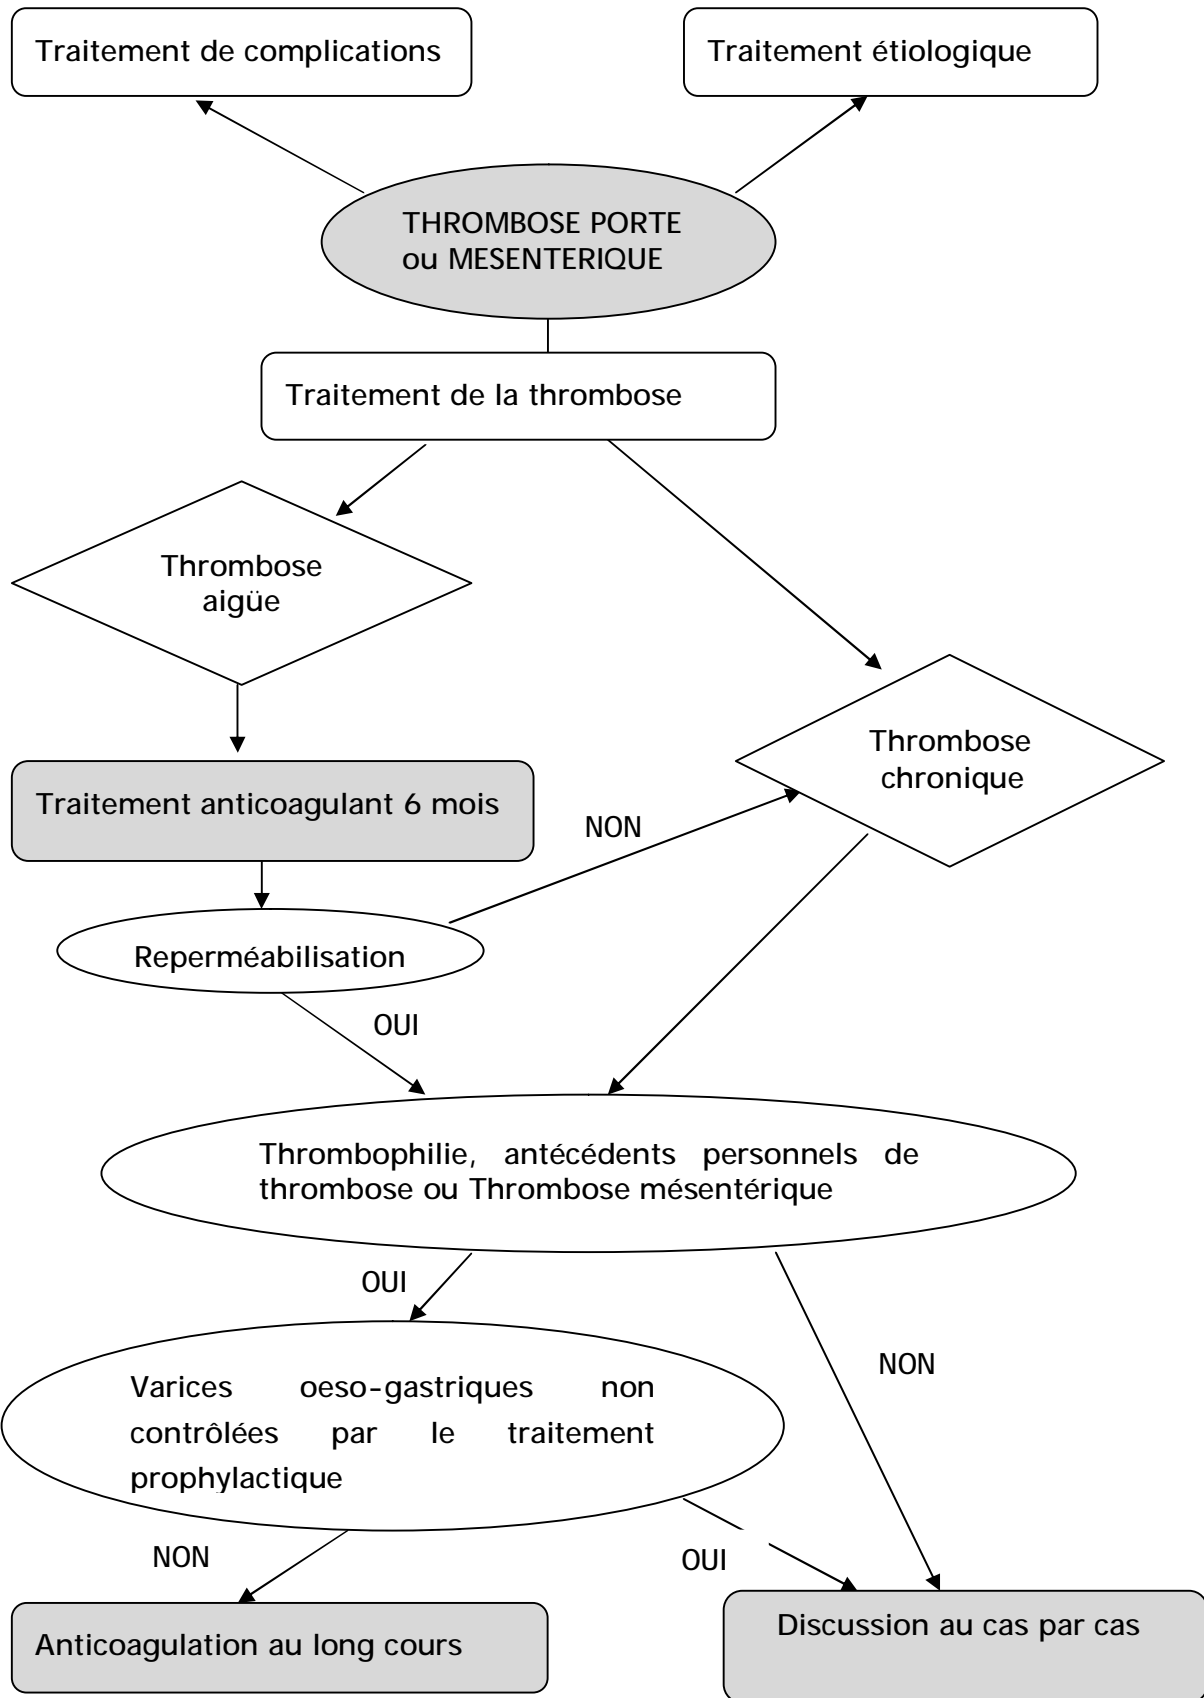 Traitement de complications
Traitement étiologique
THROMBOSE PORTE
ou MESENTERIQUE
Traitement de la thrombose
Thrombose
aigüe
Thrombose
chronique
Traitement anticoagulant 6 mois
NON
Reperméabilisation
OUI
Thrombophilie, antécédents personnels de
thrombose ou Thrombose mésentérique
OUI
NON
Varices oeso-gastriques non
contrôlées par le traitement
prophylactique
NON
OUI
Anticoagulation au long cours
Discussion au cas par cas